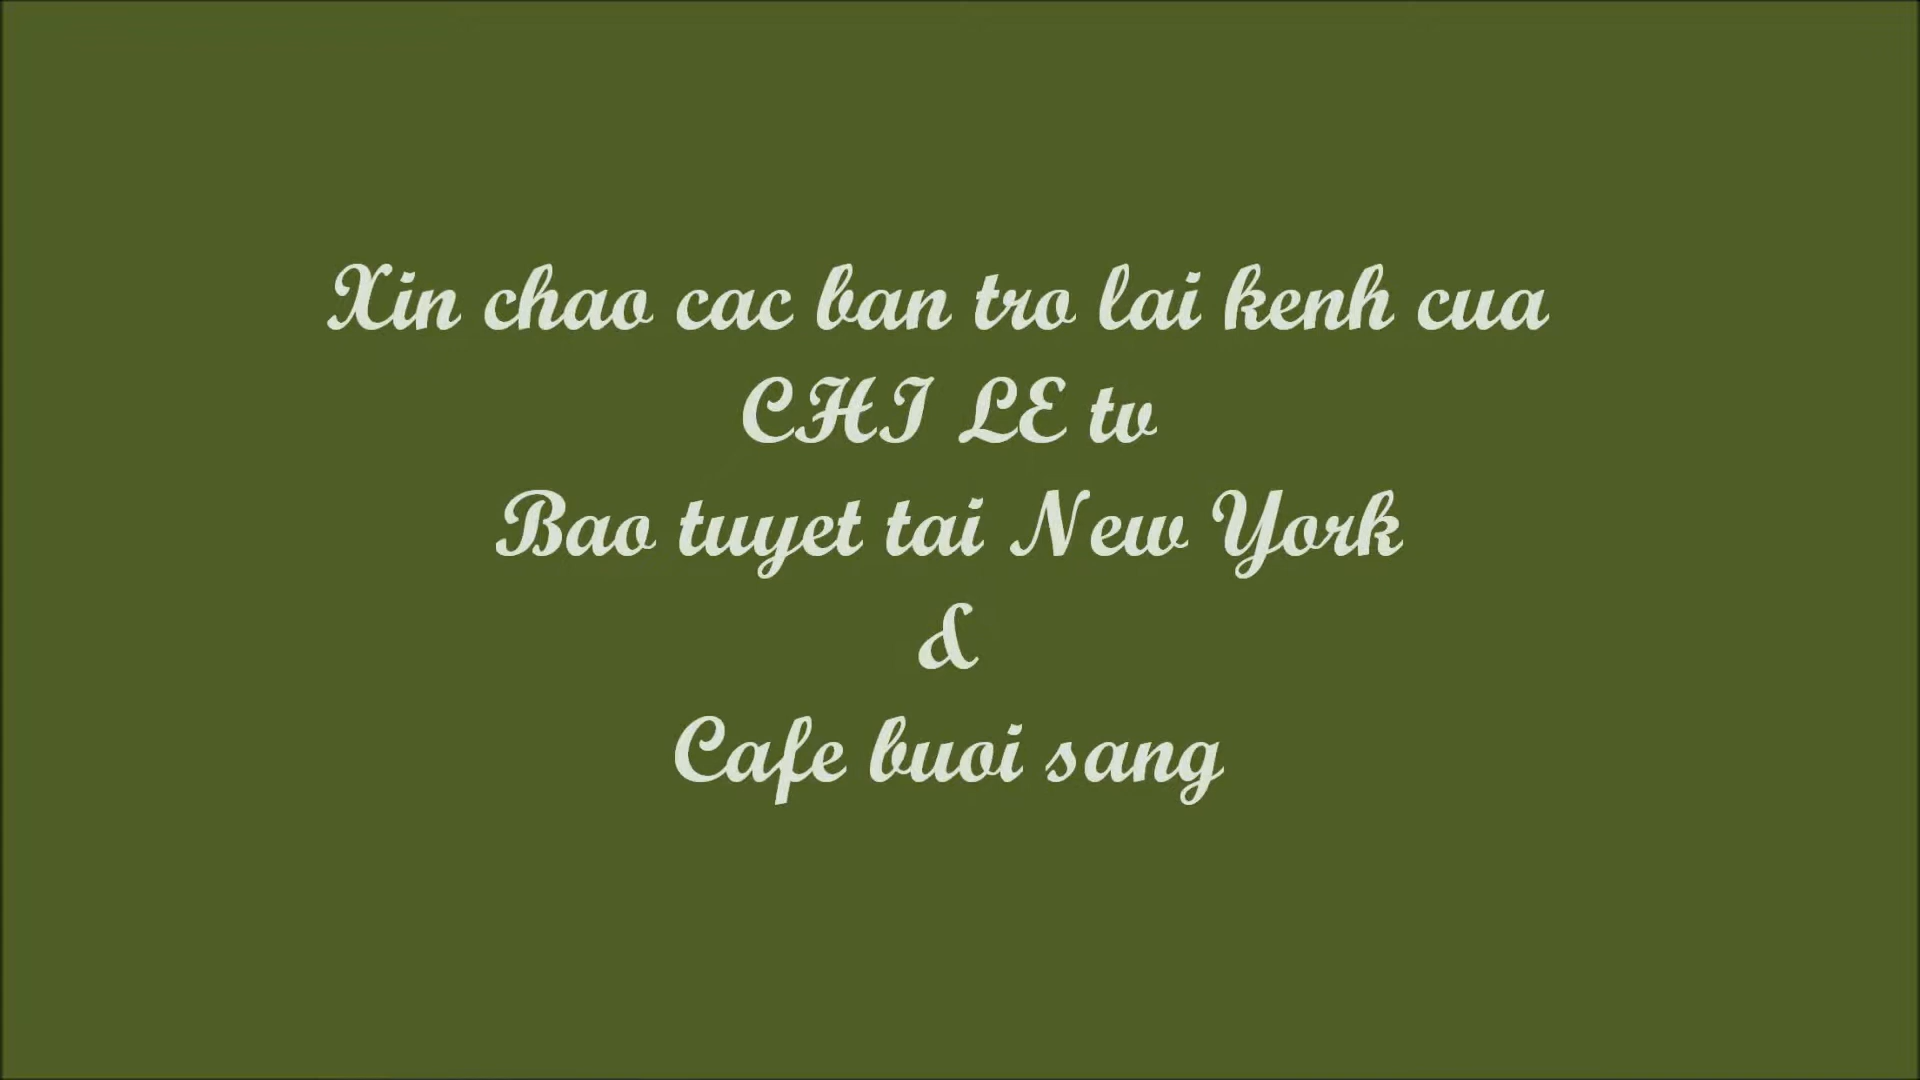 Xin chao cac ban tro lai kenh cua
CHI LE tv
Bao tuyet tai New York
&
Cafe buoi sang